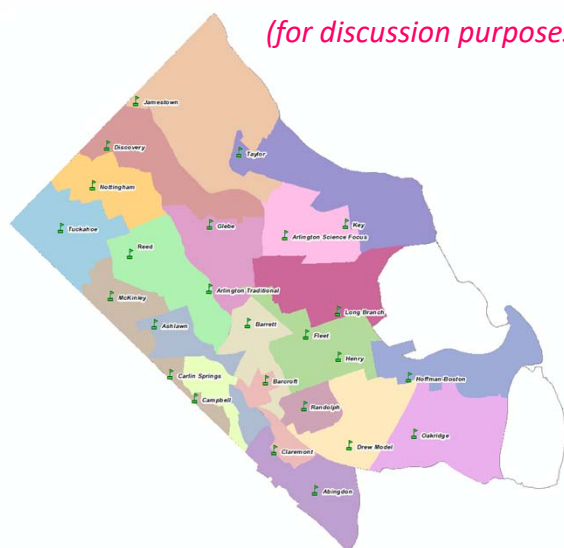 (for discussion purposes
Jamestown
Discovery
Taylor
Nottingham
Tuckahoe
Glebe
Key
Arlington Science Focus
Reed
McKinley
Arlington Traditional
Long Branch
Ashlawn
Barrett
Fleet
Henry
Carlin Springs
Barcroft
Hoffman-Boston
Campbell
Randolph
Claremont
Drew Model
Oakridge
Abingdon